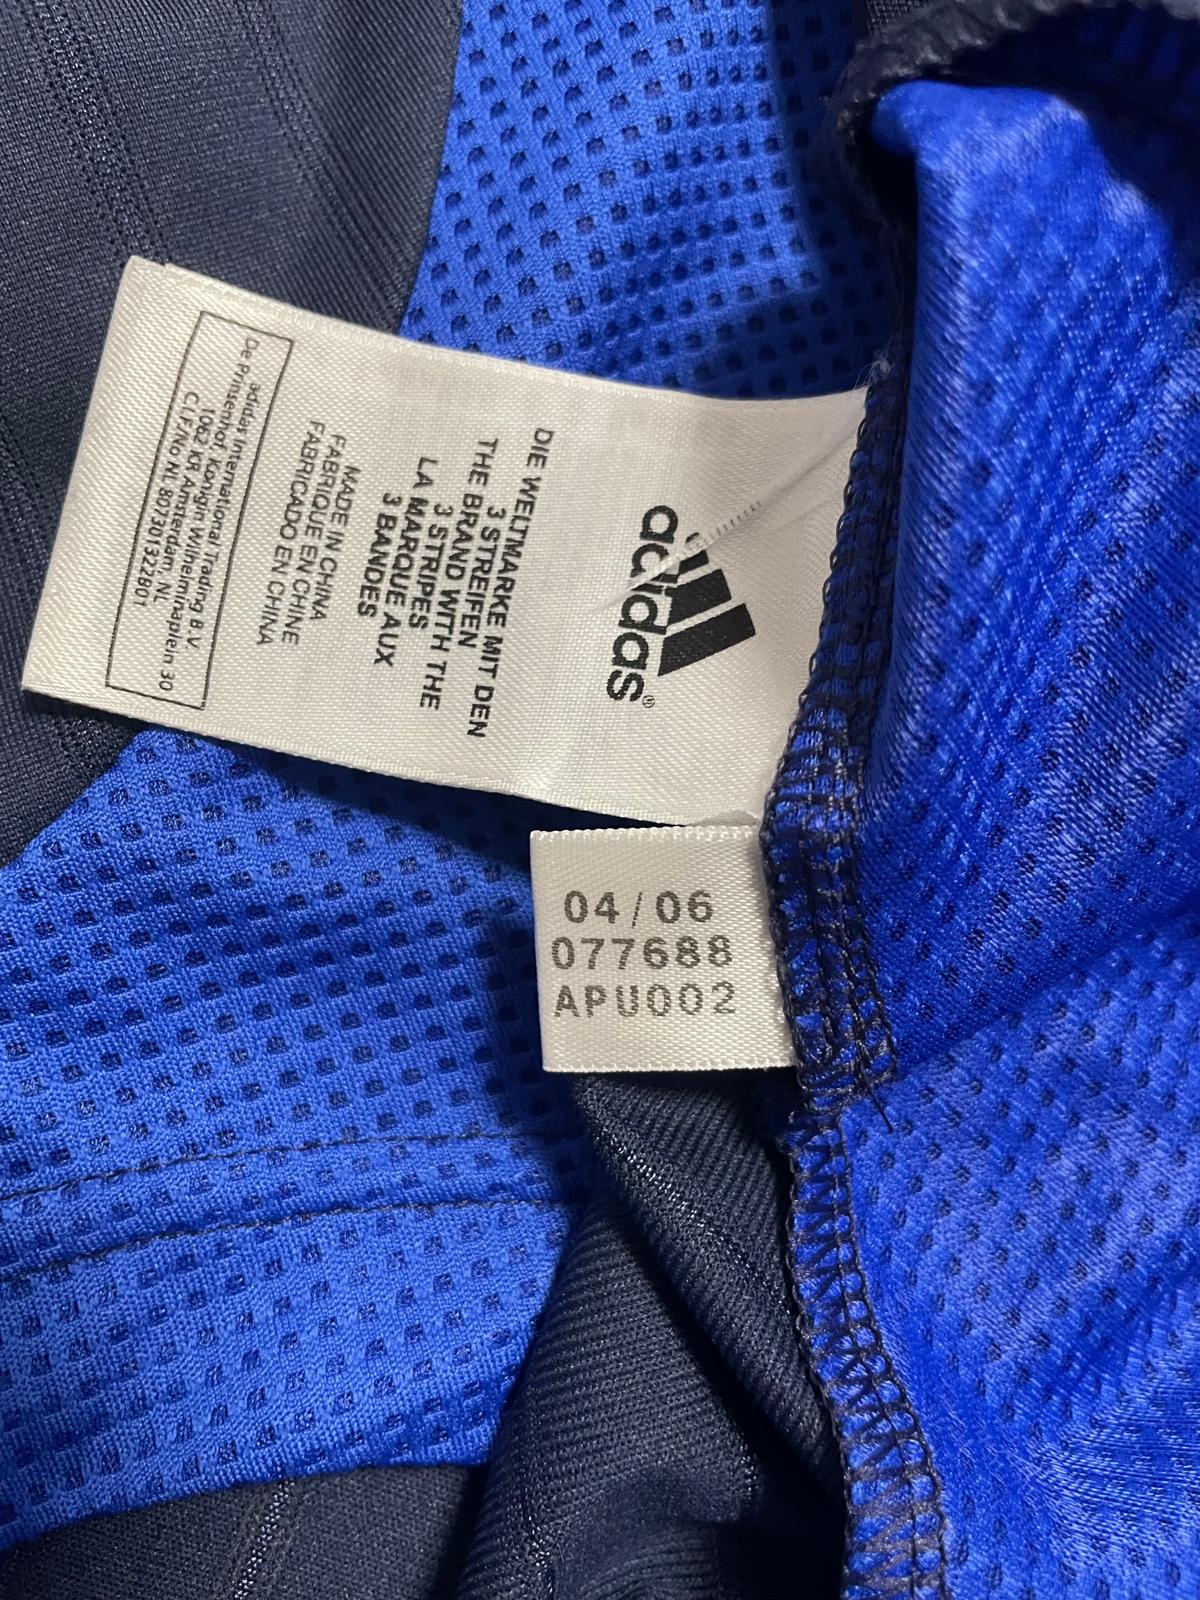 adidas®
DIE WELTMARKE MIT DEN
3 STREIFEN
THE BRAND WITH THE
3 STRIPES
LA MARQUE AUX
3 BANDES
MADE IN CHINA
FABRIQUE EN CHINE
FABRICADO EN CHINA
adidas International Trading B.V.
De Prinsenhof, Konigin Wilhelminaplein 30
1062 KR Amsterdam, NL
C.I.F/No NL 807301322B01
04/06
077688
APU002